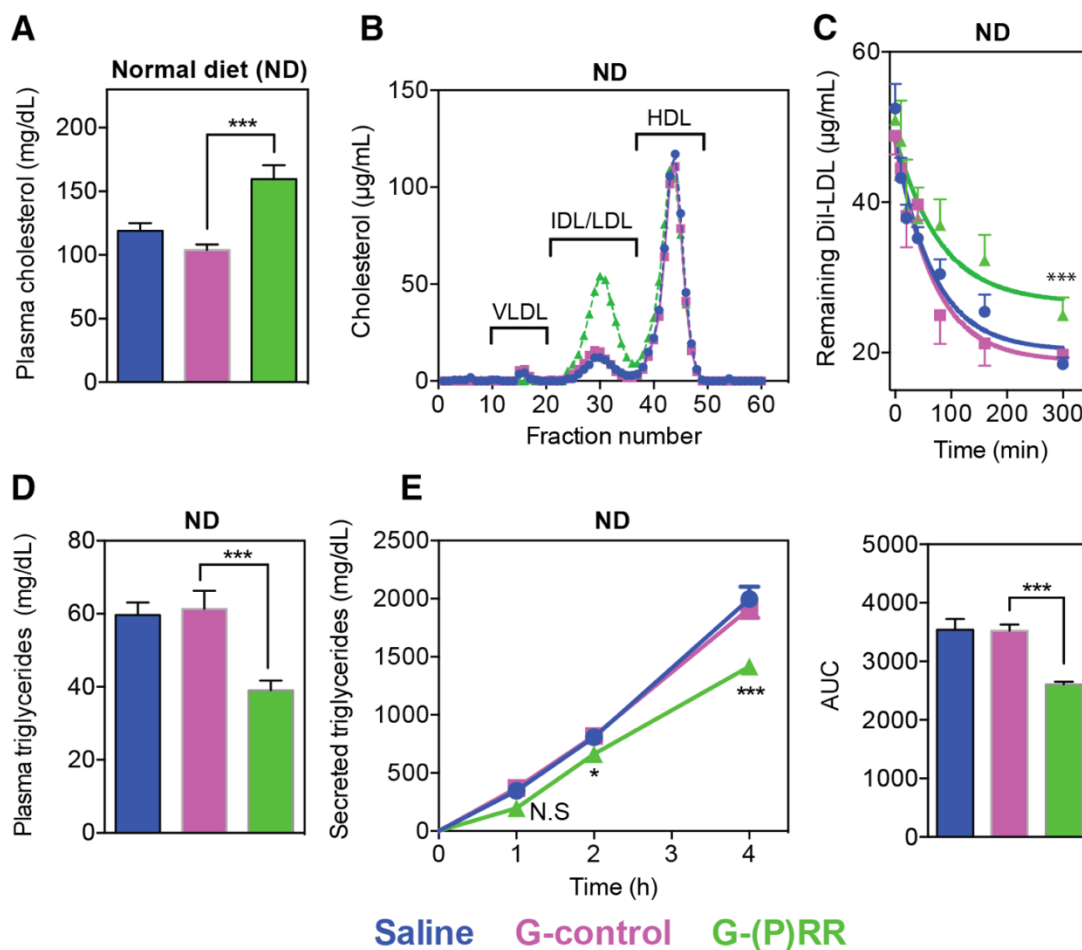 A
Normal diet (ND)
Plasma cholesterol (mg/dL)
200
150
100
50
0
***
B
ND
Cholesterol (µg/mL)
150
100
50
0
VLDL
IDL/LDL
HDL
0 10 20 30 40 50 60
Fraction number
C
ND
Remaining DiI-LDL (µg/mL)
60
40
20
***
0 100 200 300
Time (min)
D
ND
Plasma triglycerides (mg/dL)
80
60
40
20
0
***
E
ND
Secreted triglycerides (mg/dL)
2500
2000
1500
1000
500
0
N.S
*
***
0 1 2 3 4
Time (h)
AUC
5000
4000
3000
2000
1000
0
***
Saline G-control G-(P)RR